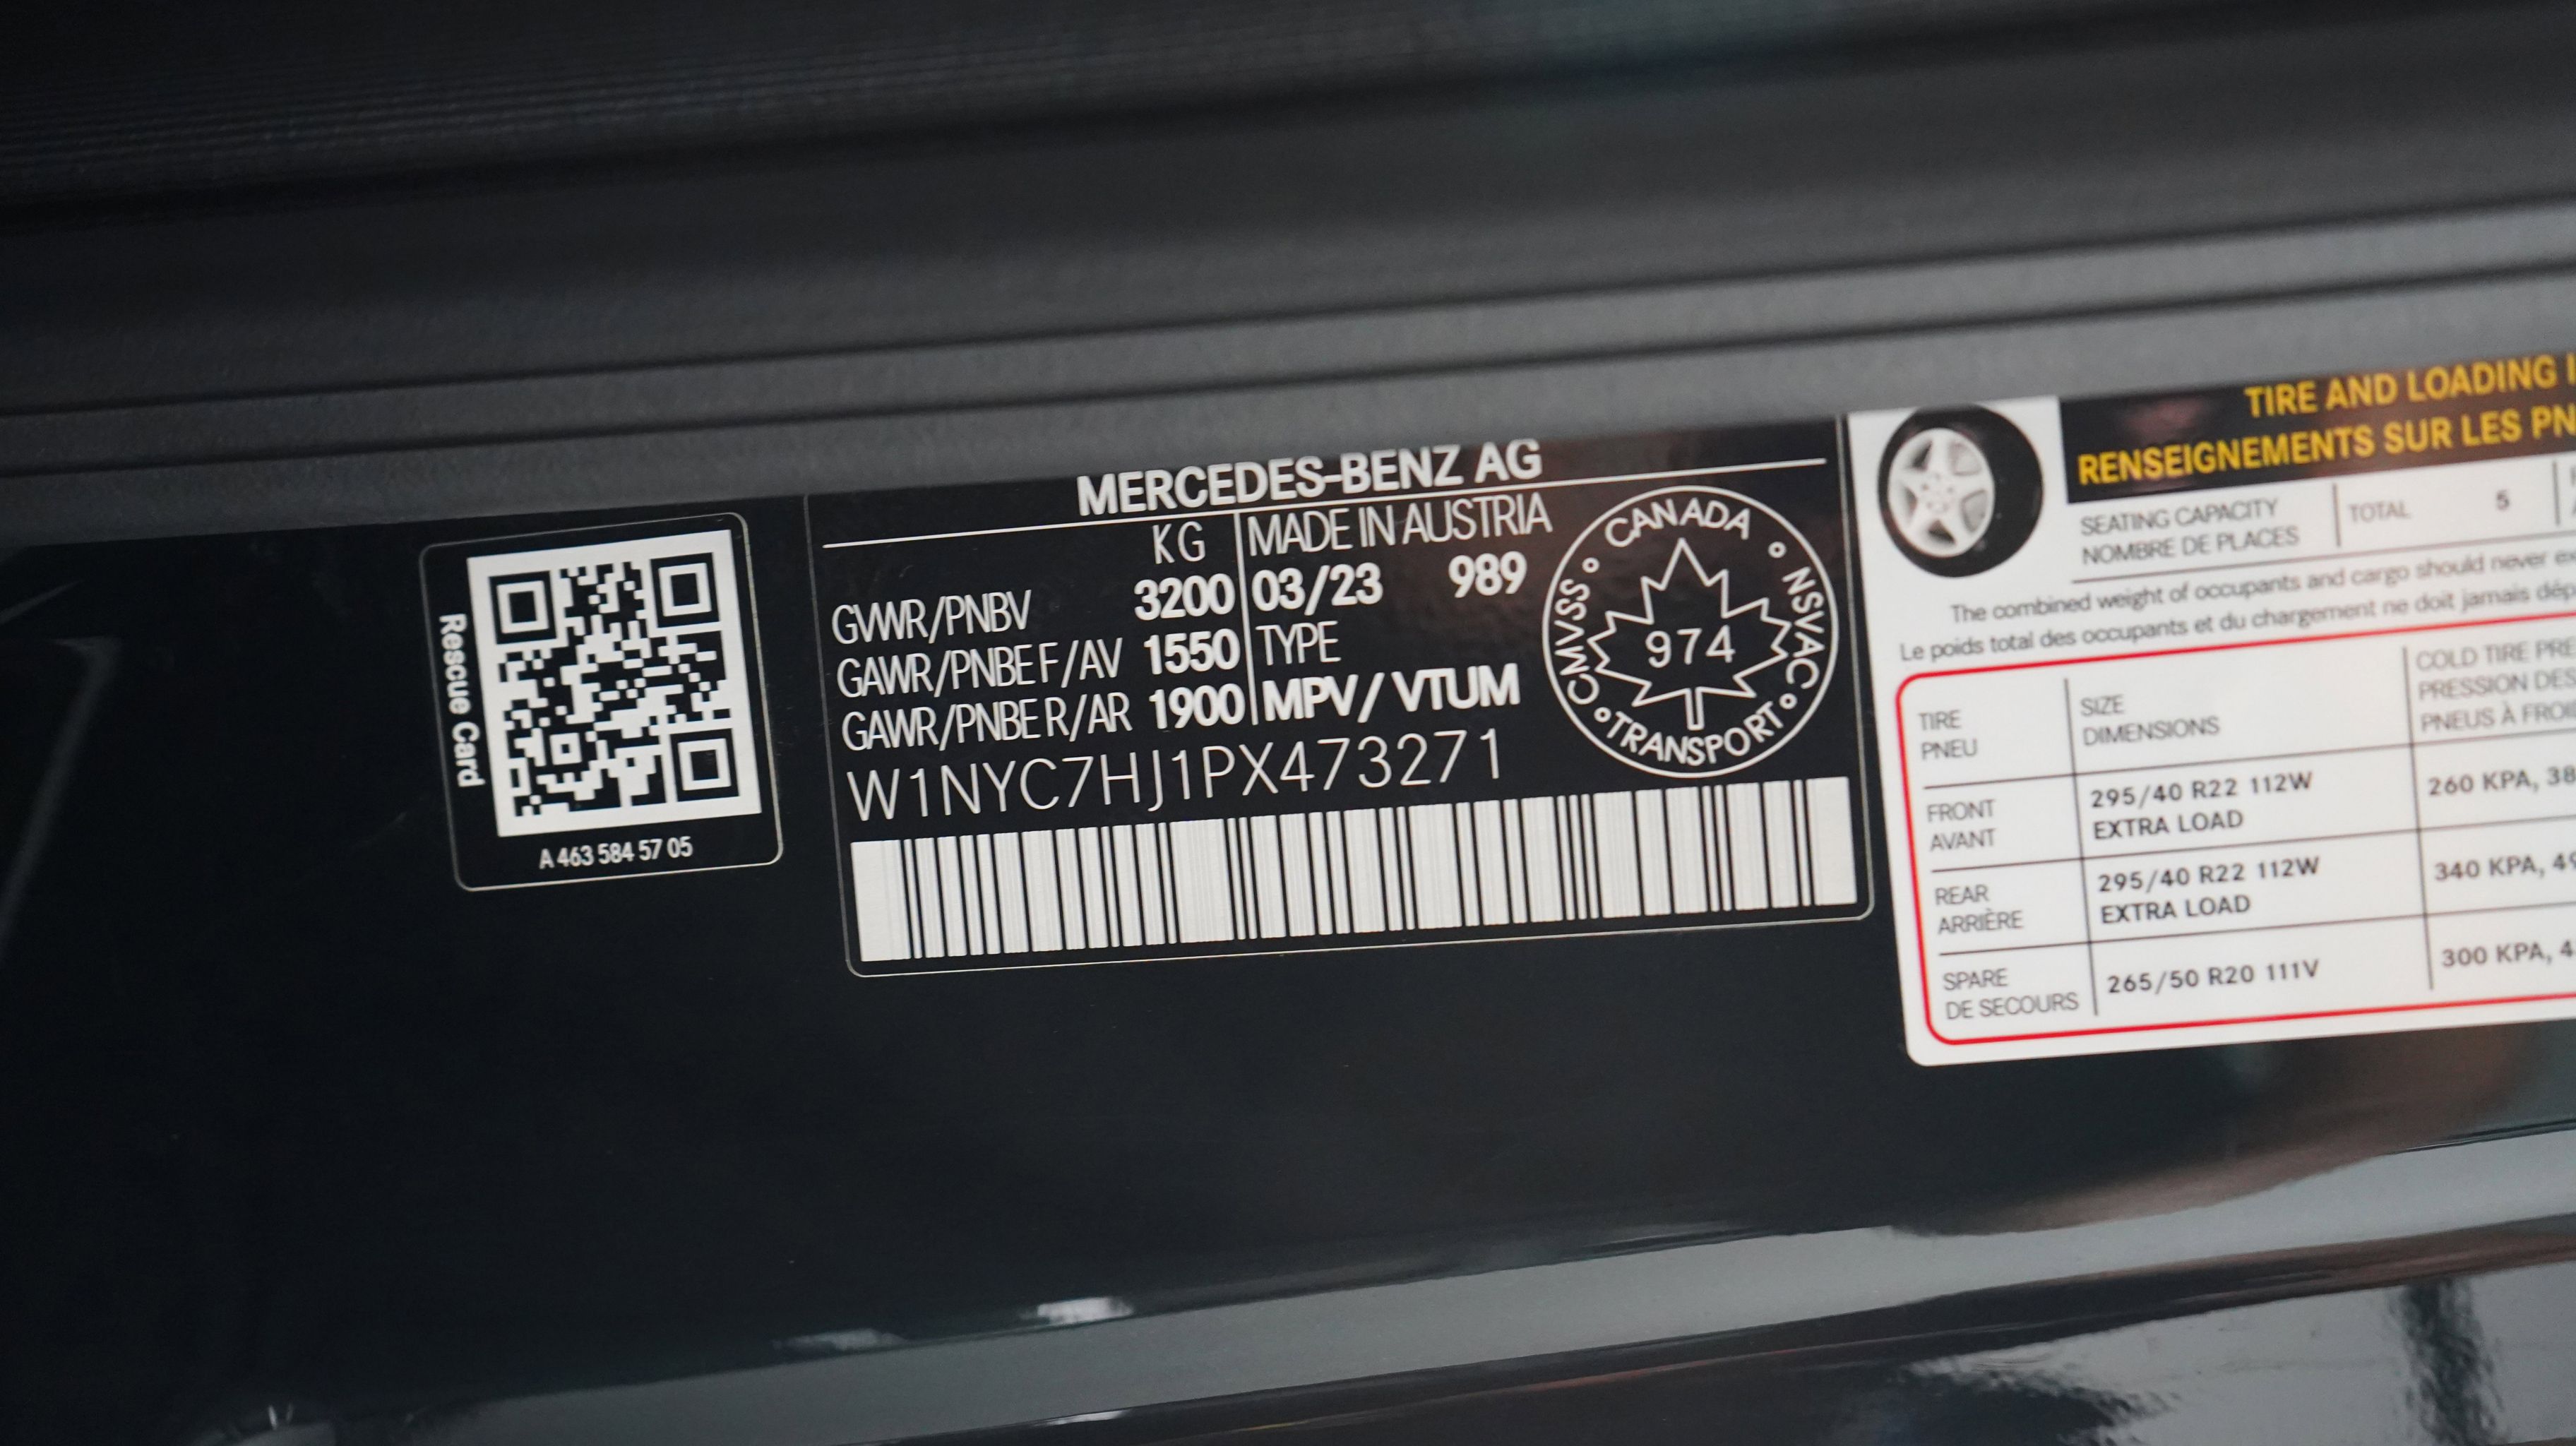 Rescue Card
A 463 584 57 05
MERCEDES-BENZ AG
KG
MADE IN AUSTRIA
GVWR/PNBV 3200
03/23 989
GAWR/PNBE F/AV 1550
TYPE
GAWR/PNBE R/AR 1900
MPV/VTUM
W1NYC7HJ1PX473271
CANADA
NSVAC
TRANSPORT
CMVSS
974
TIRE AND LOADING
RENSEIGNEMENTS SUR LES
SEATING CAPACITY
NOMBRE DE PLACES
TOTAL 5
The combined weight of occupants and cargo should never
Le poids total des occupants et du chargement ne doit jamais
TIRE
PNEU
SIZE
DIMENSIONS
COLD TIRE
PRESSION DES
PNEUS À
FRONT
AVANT
295/40 R22 112W
EXTRA LOAD
260 KPA, 38
REAR
ARRIÈRE
295/40 R22 112W
EXTRA LOAD
340 KPA, 49
SPARE
DE SECOURS
265/50 R20 111V
300 KPA, 4